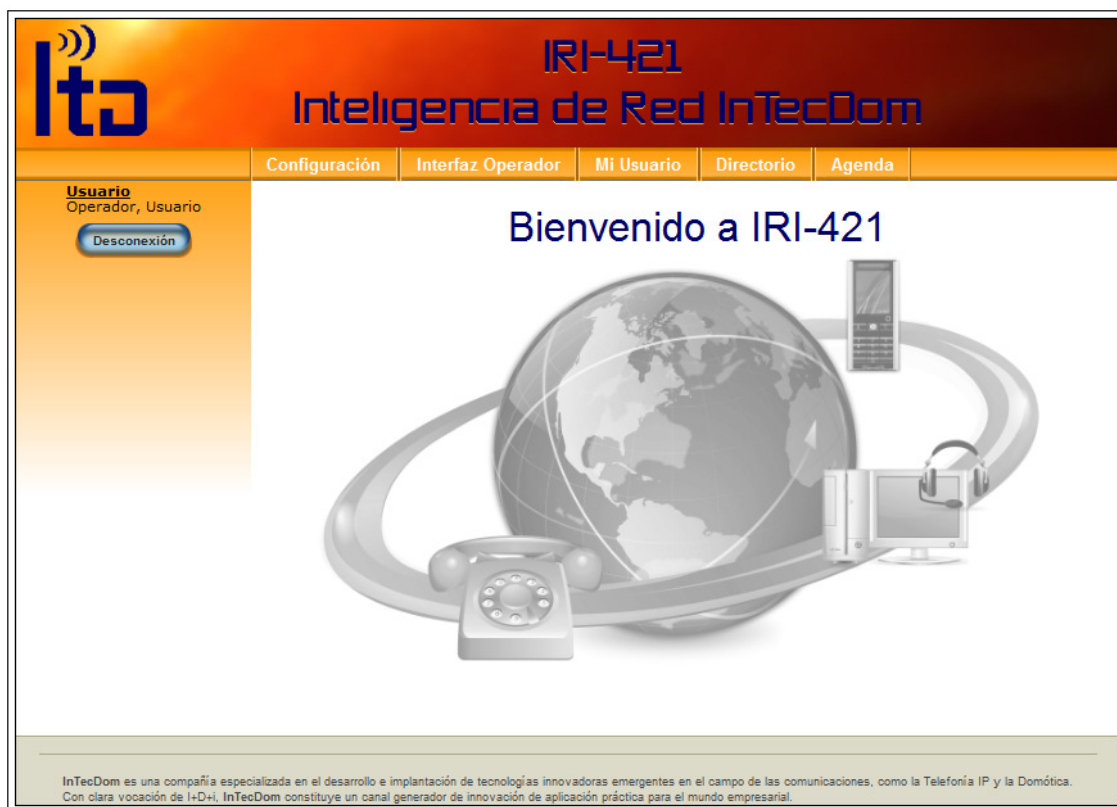 Itd
IRI-421
Inteligencia de Red InTecDom
Configuración Interfaz Operador Mi Usuario Directorio Agenda
Usuario
Operador, Usuario
Desconexión
Bienvenido a IRI-421
InTecDom es una compañía especializada en el desarrollo e implantación de tecnologías innovadoras emergentes en el campo de las comunicaciones, como la Telefonía IP y la Domótica.
Con clara vocación de I+D+i, InTecDom constituye un canal generador de innovación de aplicación práctica para el mundo empresarial.